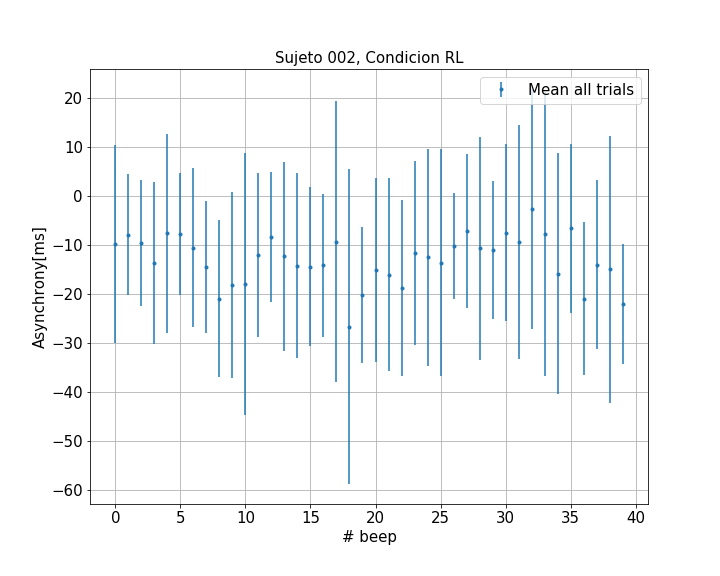 Sujeto 002, Condicion RL
Mean all trials
Asynchrony[ms]
20
10
0
−10
−20
−30
−40
−50
−60
0 5 10 15 20 25 30 35 40
# beep